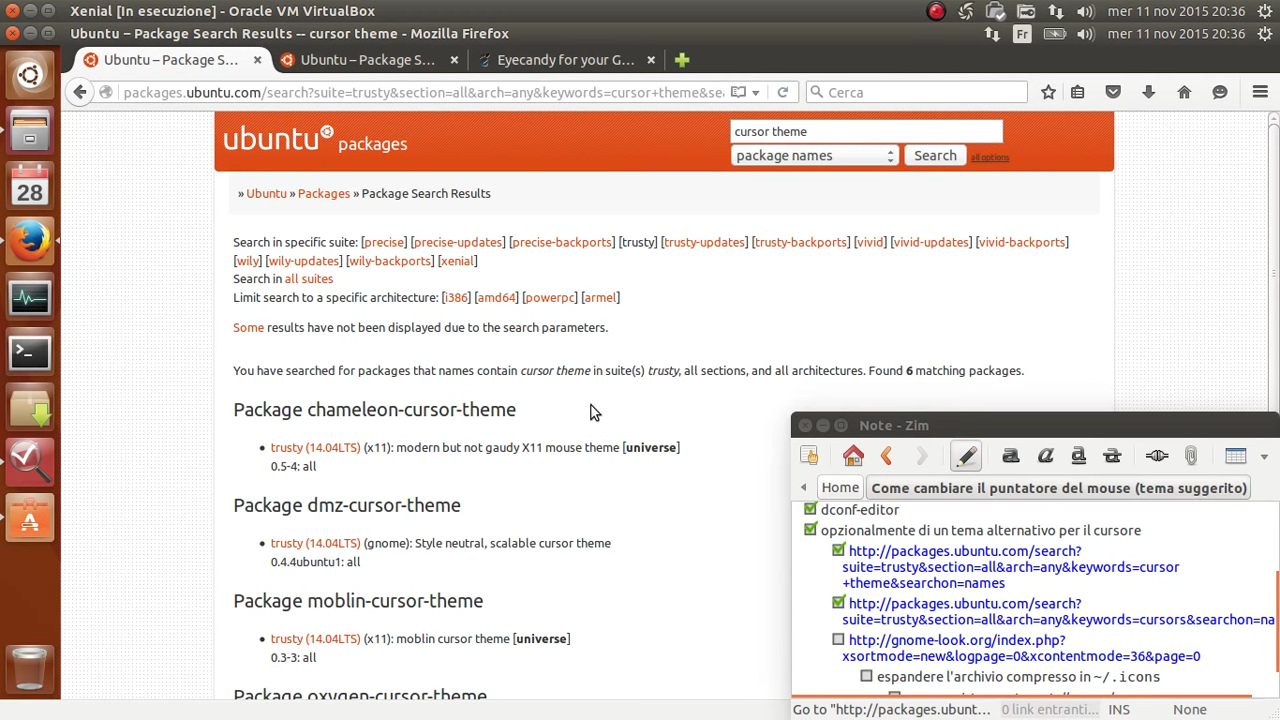 Xenial [In esecuzione] - Oracle VM VirtualBox
mer 11 nov 2015 20:36
Ubuntu – Package Search Results -- cursor theme - Mozilla Firefox
Fr
mer 11 nov 2015 20:36
Ubuntu – Package S...
Ubuntu – Package S...
Eyecandy for your G...
packages.ubuntu.com/search?suite=trusty&section=all&arch=any&keywords=cursor+theme&se
Cerca
ubuntu packages
cursor theme
package names
Search
all options
» Ubuntu » Packages » Package Search Results
28
Search in specific suite: [precise] [precise-updates] [precise-backports] [trusty] [trusty-updates] [trusty-backports] [vivid] [vivid-updates] [vivid-backports]
[wily] [wily-updates] [wily-backports] [xenial]
Search in all suites
Limit search to a specific architecture: [i386] [amd64] [powerpc] [armel]
Some results have not been displayed due to the search parameters.
You have searched for packages that names contain cursor theme in suite(s) trusty, all sections, and all architectures. Found 6 matching packages.
Package chameleon-cursor-theme
trusty (14.04LTS) (x11): modern but not gaudy X11 mouse theme [universe]
0.5-4: all
Package dmz-cursor-theme
trusty (14.04LTS) (gnome): Style neutral, scalable cursor theme
0.4.4ubuntu1: all
Package moblin-cursor-theme
trusty (14.04LTS) (x11): moblin cursor theme [universe]
0.3-3: all
Package oxygen-cursor-theme
Note - Zim
Home
Come cambiare il puntatore del mouse (tema suggerito)
dconf-editor
opzionalmente di un tema alternativo per il cursore
http://packages.ubuntu.com/search?
suite=trusty&section=all&arch=any&keywords=cursor
+theme&searchon=names
http://packages.ubuntu.com/search?
suite=trusty&section=all&arch=any&keywords=cursors&searchon=na
http://gnome-look.org/index.php?
xsortmode=new&logpage=0&xcontentmode=36&page=0
espandere l'archivio compresso in ~/.icons
Go to "http://packages.ubunt...
0 link entranti...
INS
None